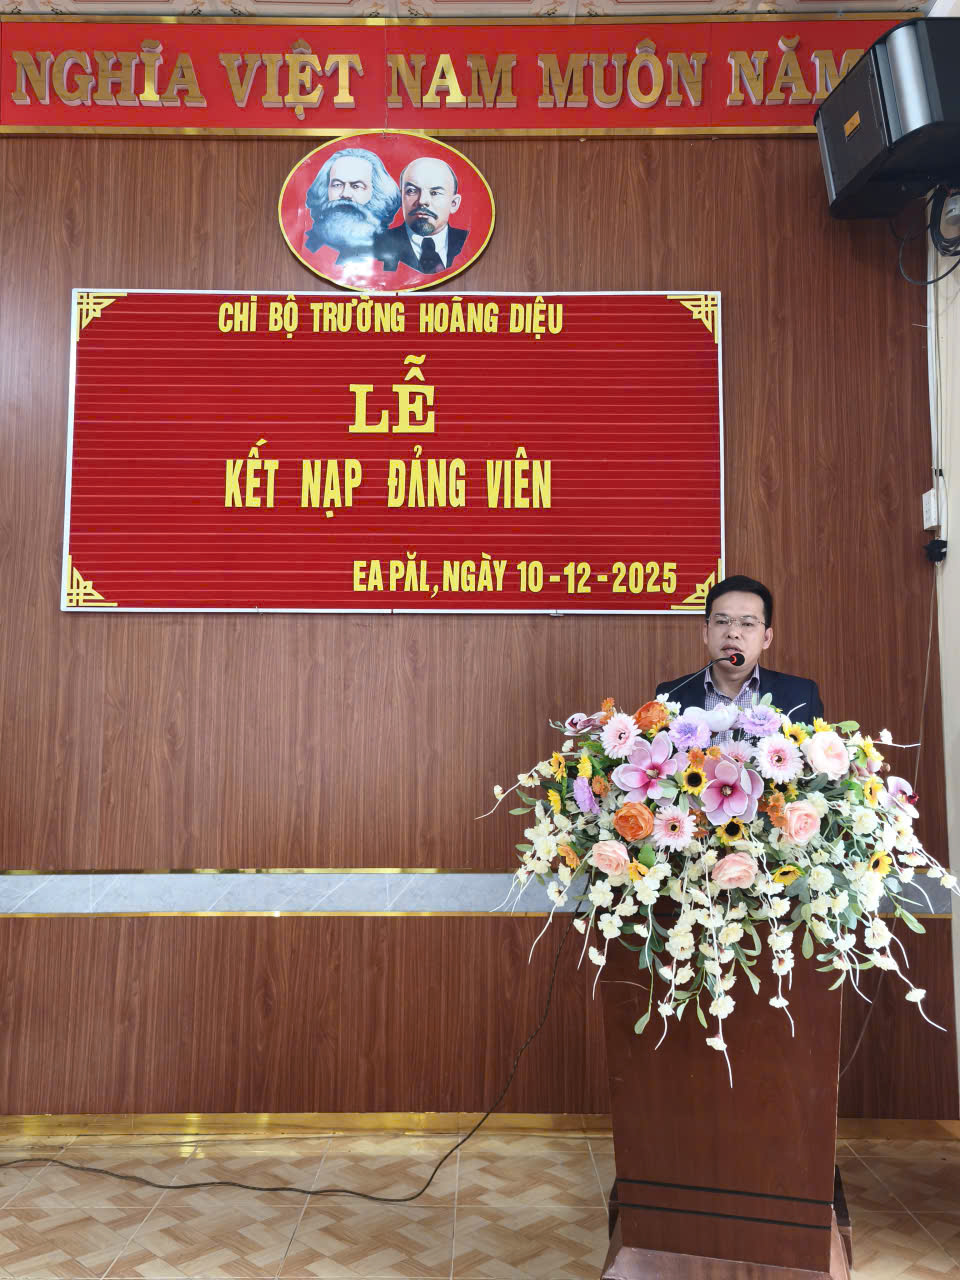 NGHĨA VIỆT NAM MUÔN NĂM
CHI BỘ TRƯỜNG HOÀNG DIỆU
LỄ
KẾT NẠP ĐẢNG VIÊN
EA PĂL, NGÀY 10-12-2025